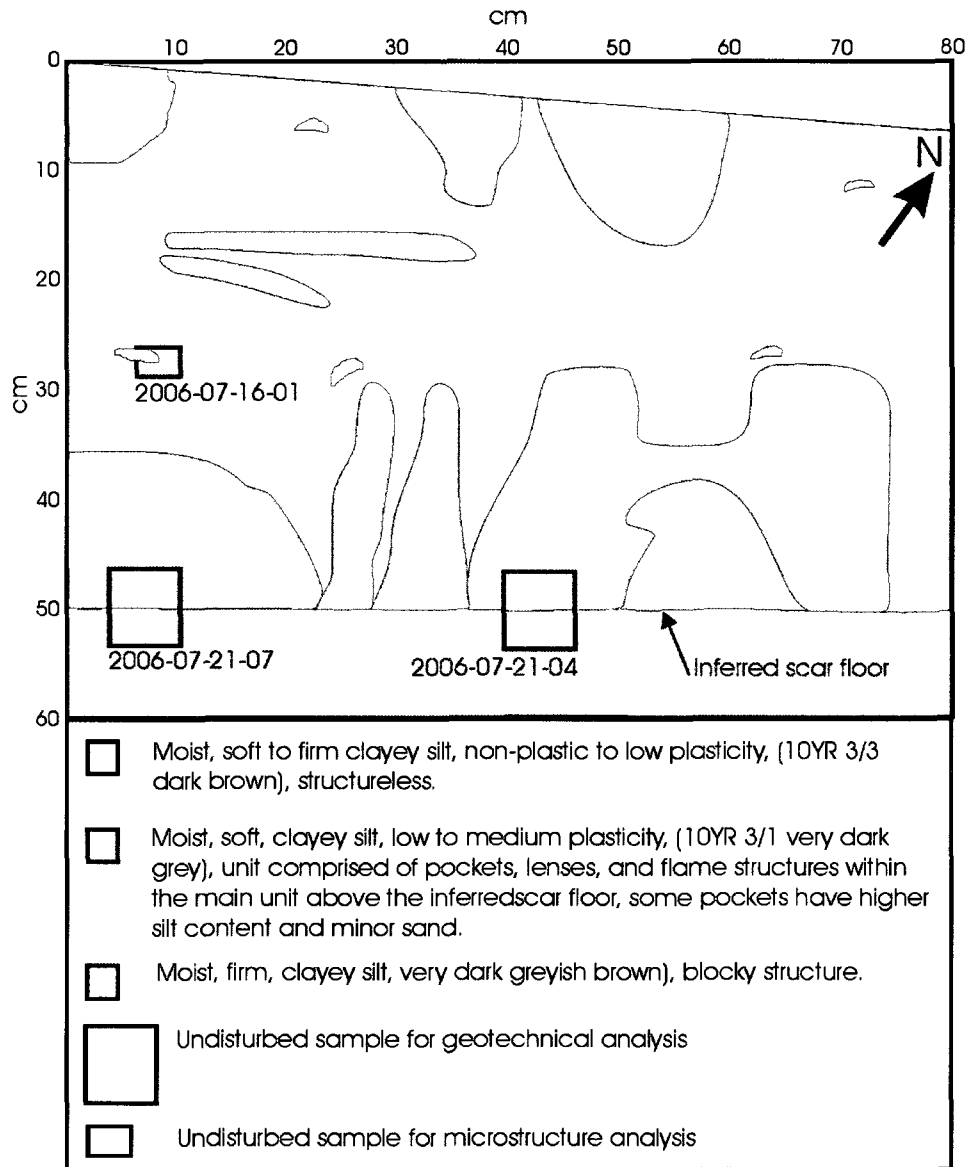 cm
0 10 20 30 40 50 60 70 80
N
10
20
cm
30
2006-07-16-01
40
50
2006-07-21-07
2006-07-21-04
Inferred scar floor
60
Moist, soft to firm clayey silt, non-plastic to low plasticity, (10YR 3/3
dark brown), structureless.
Moist, soft, clayey silt, low to medium plasticity, (10YR 3/1 very dark
grey), unit comprised of pockets, lenses, and flame structures within
the main unit above the inferredscar floor, some pockets have higher
silt content and minor sand.
Moist, firm, clayey silt, very dark greyish brown), blocky structure.
Undisturbed sample for geotechnical analysis
Undisturbed sample for microstructure analysis